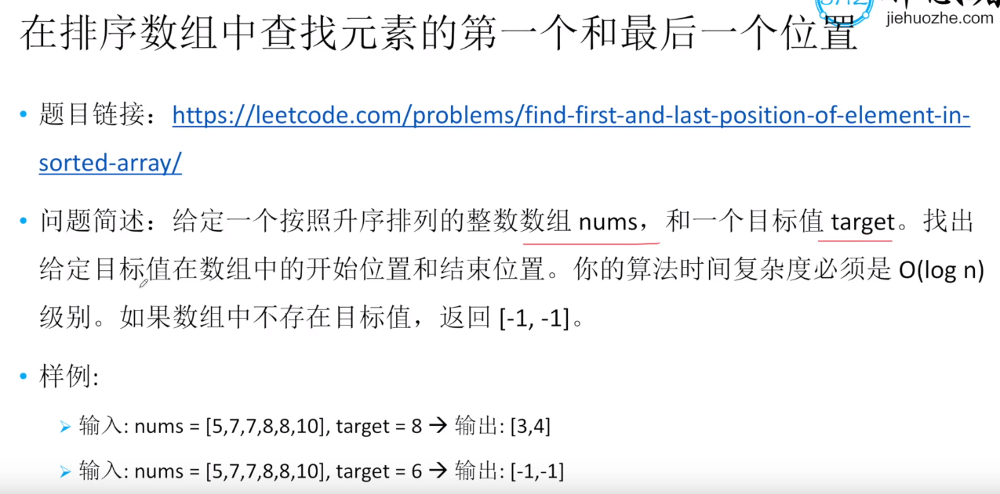 jiehuozhe.com
在排序数组中查找元素的第一个和最后一个位置
• 题目链接：https://leetcode.com/problems/find-first-and-last-position-of-element-in-
sorted-array/
• 问题简述：给定一个按照升序排列的整数数组 nums，和一个目标值 target。找出
给定目标值在数组中的开始位置和结束位置。你的算法时间复杂度必须是 O(log n)
级别。如果数组中不存在目标值，返回 [-1, -1]。
• 样例:
➢ 输入: nums = [5,7,7,8,8,10], target = 8 → 输出: [3,4]
➢ 输入: nums = [5,7,7,8,8,10], target = 6 → 输出: [-1,-1]